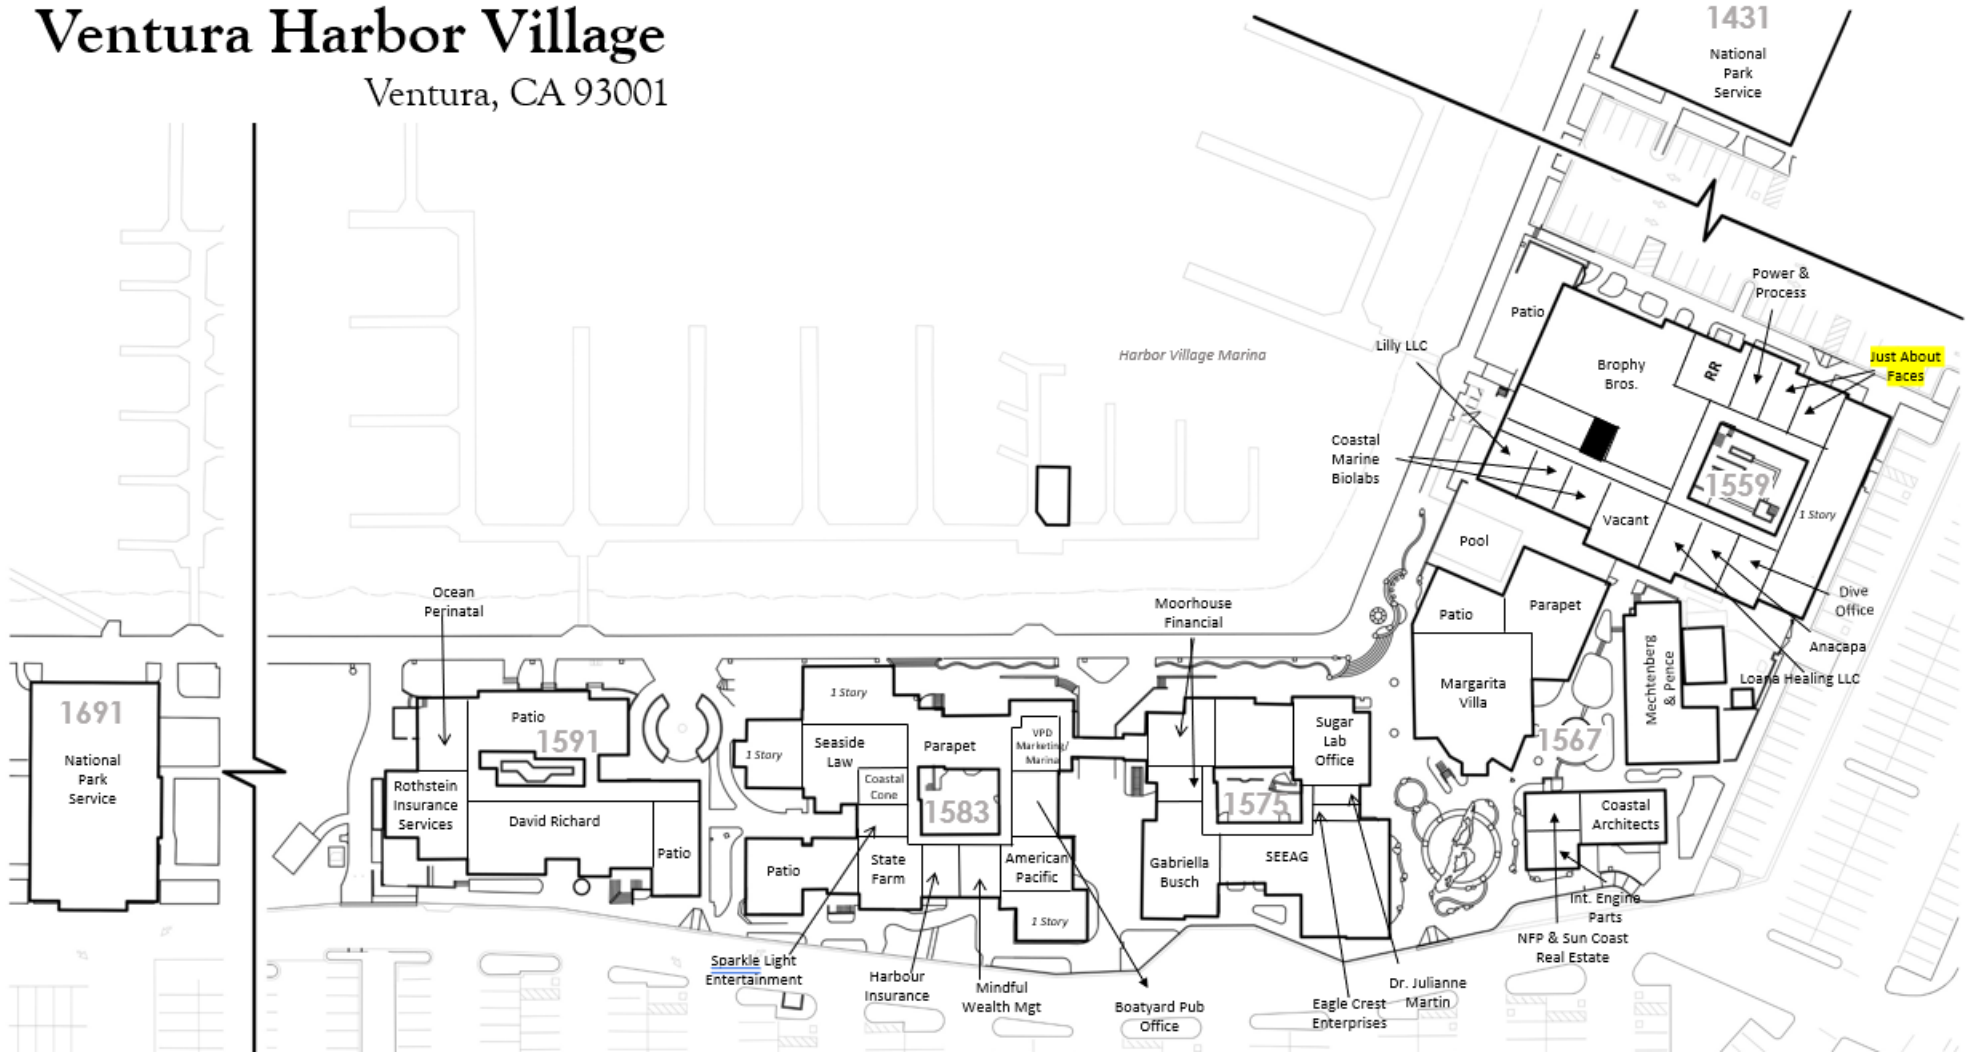 Ventura Harbor Village
Ventura, CA 93001
1431
National
Park
Service
Harbor Village Marina
Patio
Power &
Process
Lilly LLC
Brophy
Bros.
RR
Just About
Faces
Coastal
Marine
Biolabs
1559
1 Story
Vacant
Pool
Dive
Office
Anacapa
Loana Healing LLC
Patio
Parapet
Margarita
Villa
Mechtenberg
& Pence
1567
Coastal
Architects
Int. Engine
Parts
NFP & Sun Coast
Real Estate
1691
National
Park
Service
Ocean
Perinatal
Patio
1591
Rothstein
Insurance
Services
David Richard
Patio
1 Story
1 Story
Seaside
Law
Parapet
VPD
Marketing/
Marina
Coastal
Cone
1583
Patio
State
Farm
American
Pacific
1 Story
Sparkle Light
Entertainment
Harbour
Insurance
Mindful
Wealth Mgt
Boatyard Pub
Office
Moorhouse
Financial
Sugar
Lab
Office
1575
Gabriella
Busch
SEEAG
Eagle Crest
Enterprises
Dr. Julianne
Martin